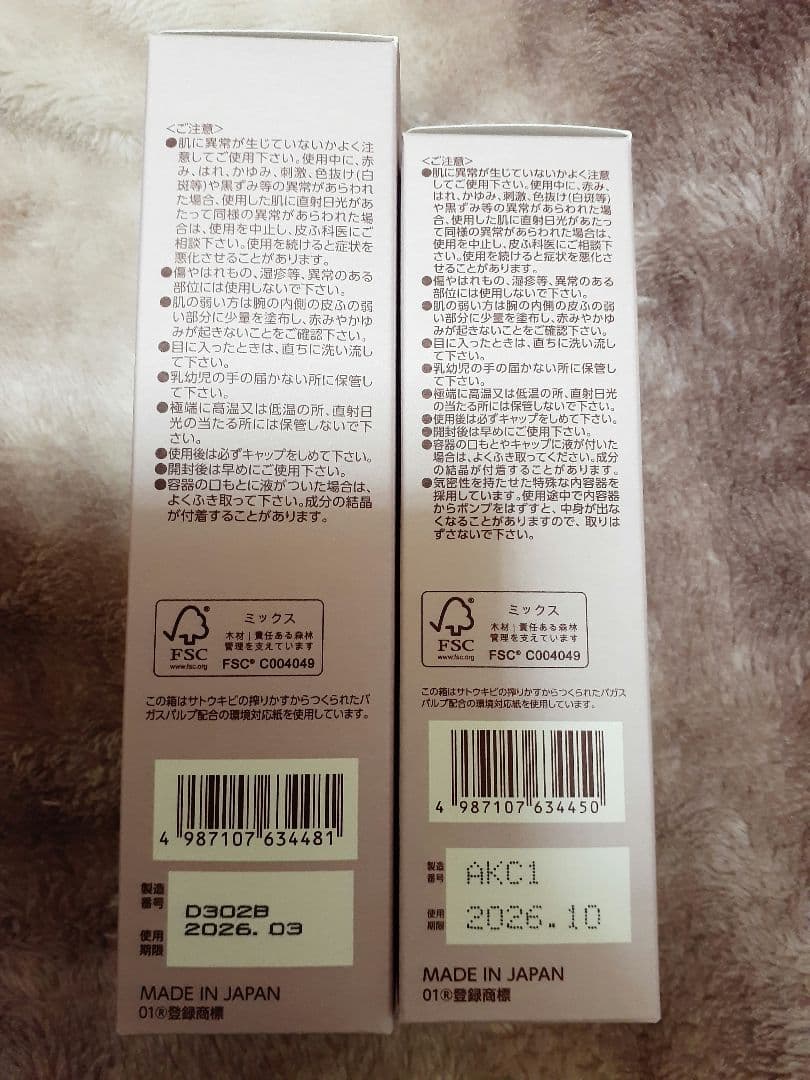 <ご注意>
●肌に異常が生じていないかよく注
意してご使用下さい。使用中に、赤
み、はれ、かゆみ、刺激、色抜け(白
斑等)や黒ずみ等の異常があらわれ
た場合、使用した肌に直射日光があ
たって同様の異常があらわれた場
合は、使用を中止し、皮ふ科医にご
相談下さい。使用を続けると症状を
悪化させることがあります。
●傷やはれもの、湿疹等、異常のある
部位には使用しないで下さい。
●肌の弱い方は腕の内側の皮ふの弱
い部分に少量を塗布し、赤みやかゆ
みが起きないことをご確認下さい。
●目に入ったときは、直ちに洗い流し
て下さい。
●乳幼児の手の届かない所に保管し
て下さい。
●極端に高温又は低温の所、直射日
光の当たる所には保管しないで下
さい。
●使用後は必ずキャップをしめて下さい。
●開封後は早めにご使用下さい。
●容器の口もとに液がついた場合は、
よくふき取って下さい。成分の結晶
が付着することがあります。
FSC
www.fsc.org
ミックス
木材|責任ある森林
管理を支えています
FSC® C004049
この箱はサトウキビの搾りかすからつくられたバ
ガスパルプ配合の環境対応紙を使用しています。
4 987107 634481
製造
番号
D302B
使用
期限
2026. 03
MADE IN JAPAN
01®登録商標
<ご注意>
●肌に異常が生じていないかよく注意
してご使用下さい。使用中に、赤み、
はれ、かゆみ、刺激、色抜け(白斑等)
や黒ずみ等の異常があらわれた場
合、使用した肌に直射日光があたっ
て同様の異常があらわれた場合は、
使用を中止し、皮ふ科医にご相談下
さい。使用を続けると症状を悪化さ
せることがあります。
●傷やはれもの、湿疹等、異常のある
部位には使用しないで下さい。
●肌の弱い方は腕の内側の皮ふの弱
い部分に少量を塗布し、赤みやかゆ
みが起きないことをご確認下さい。
●目に入ったときは、直ちに洗い流し
て下さい。
●乳幼児の手の届かない所に保管し
て下さい。
●極端に高温又は低温の所、直射日光
の当たる所には保管しないで下さい。
●使用後は必ずキャップをしめて下さい。
●開封後は早めにご使用下さい。
●容器の口もとやキャップに液が付いた
場合は、よくふき取ってください。成分
の結晶が付着することがあります。
●気密性を持たせた特殊な内容器を
採用しています。使用途中で内容器
からポンプをはずすと、中身が出な
くなることがありますので、取りは
ずさないで下さい。
FSC
www.fsc.org
ミックス
木材|責任ある森林
管理を支えています
FSC® C004049
この箱はサトウキビの搾りかすからつくられたバガス
パルプ配合の環境対応紙を使用しています。
4 987107 634450
製造
番号
AKC1
使用
期限
2026.10
MADE IN JAPAN
01®登録商標